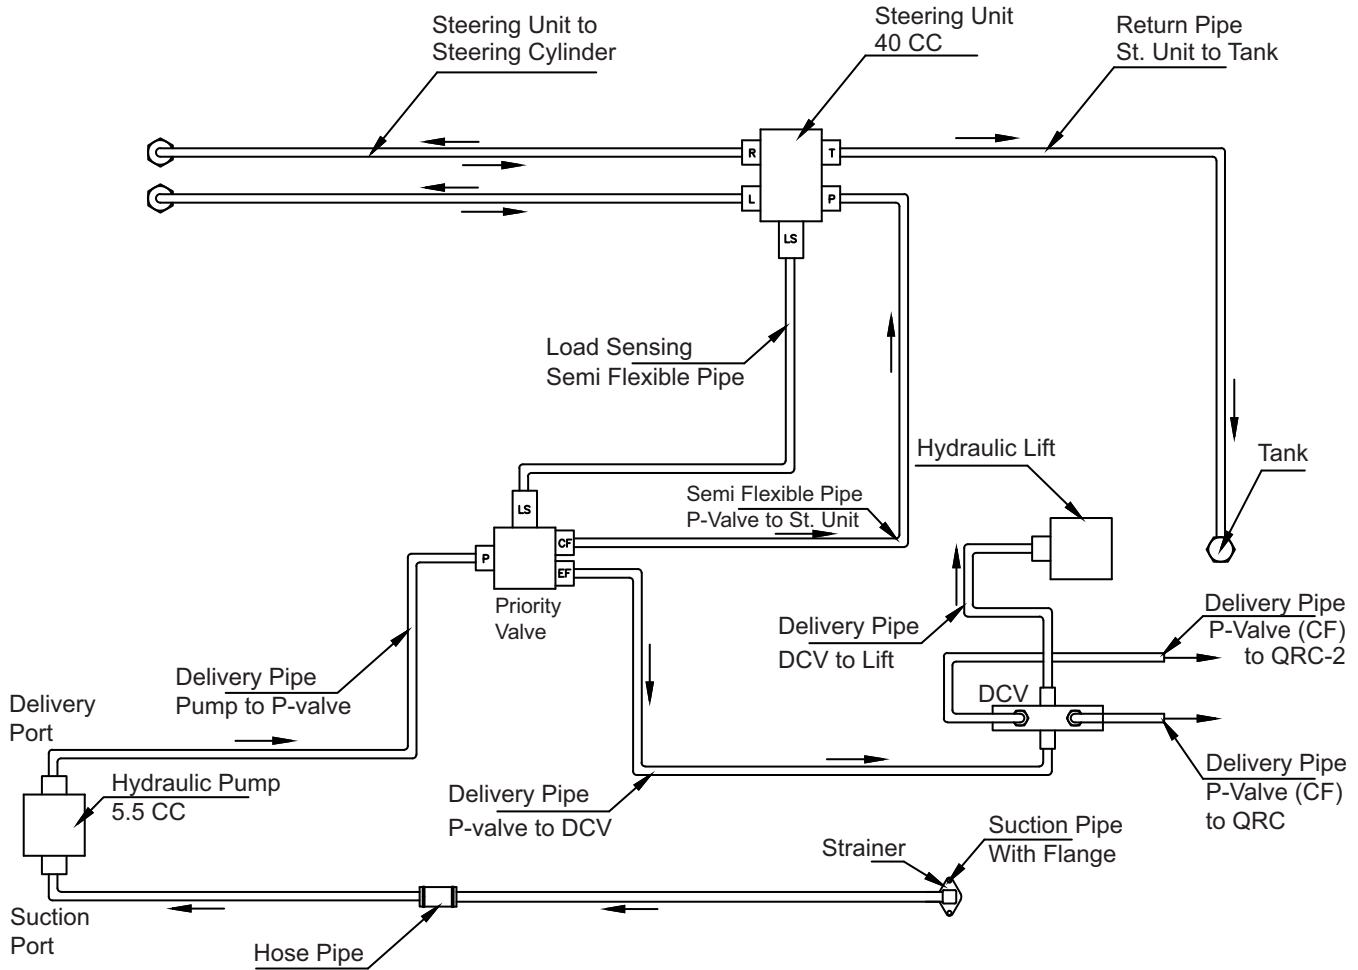 Steering Unit to
Steering Cylinder
Steering Unit
40 CC
Return Pipe
St. Unit to Tank
R
T
L
P
LS
Load Sensing
Semi Flexible Pipe
Hydraulic Lift
Tank
Semi Flexible Pipe
P-Valve to St. Unit
LS
P
CF
EF
Priority
Valve
Delivery Pipe
DCV to Lift
Delivery Pipe
P-Valve (CF)
to QRC-2
Delivery Pipe
Pump to P-valve
DCV
Delivery
Port
Hydraulic Pump
5.5 CC
Delivery Pipe
P-valve to DCV
Delivery Pipe
P-Valve (CF)
to QRC
Strainer
Suction Pipe
With Flange
Suction
Port
Hose Pipe